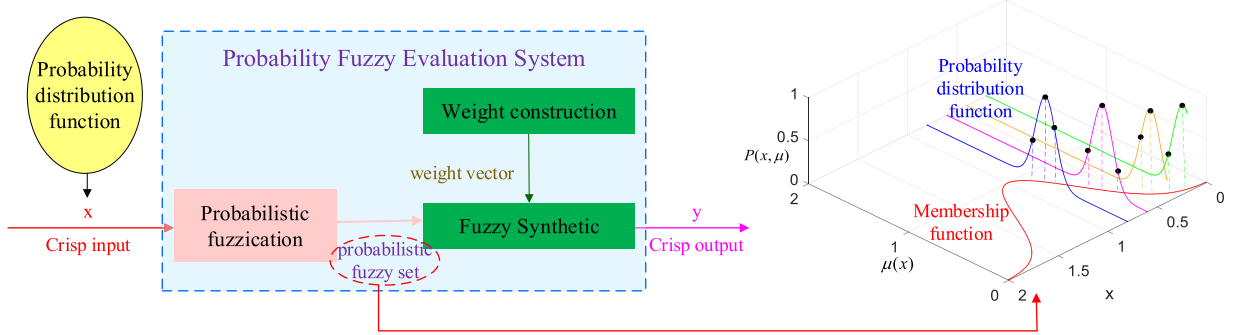 Probability
distribution
function
x
Crisp input
Probability Fuzzy Evaluation System
Weight construction
weight vector
Probabilistic
fuzzication
Fuzzy Synthetic
probabilistic
fuzzy set
y
Crisp output
Probability
distribution
function
1
0.5
0
P(x, μ)
2
1
0
μ(x)
Membership
function
2
1.5
1
0.5
0
x